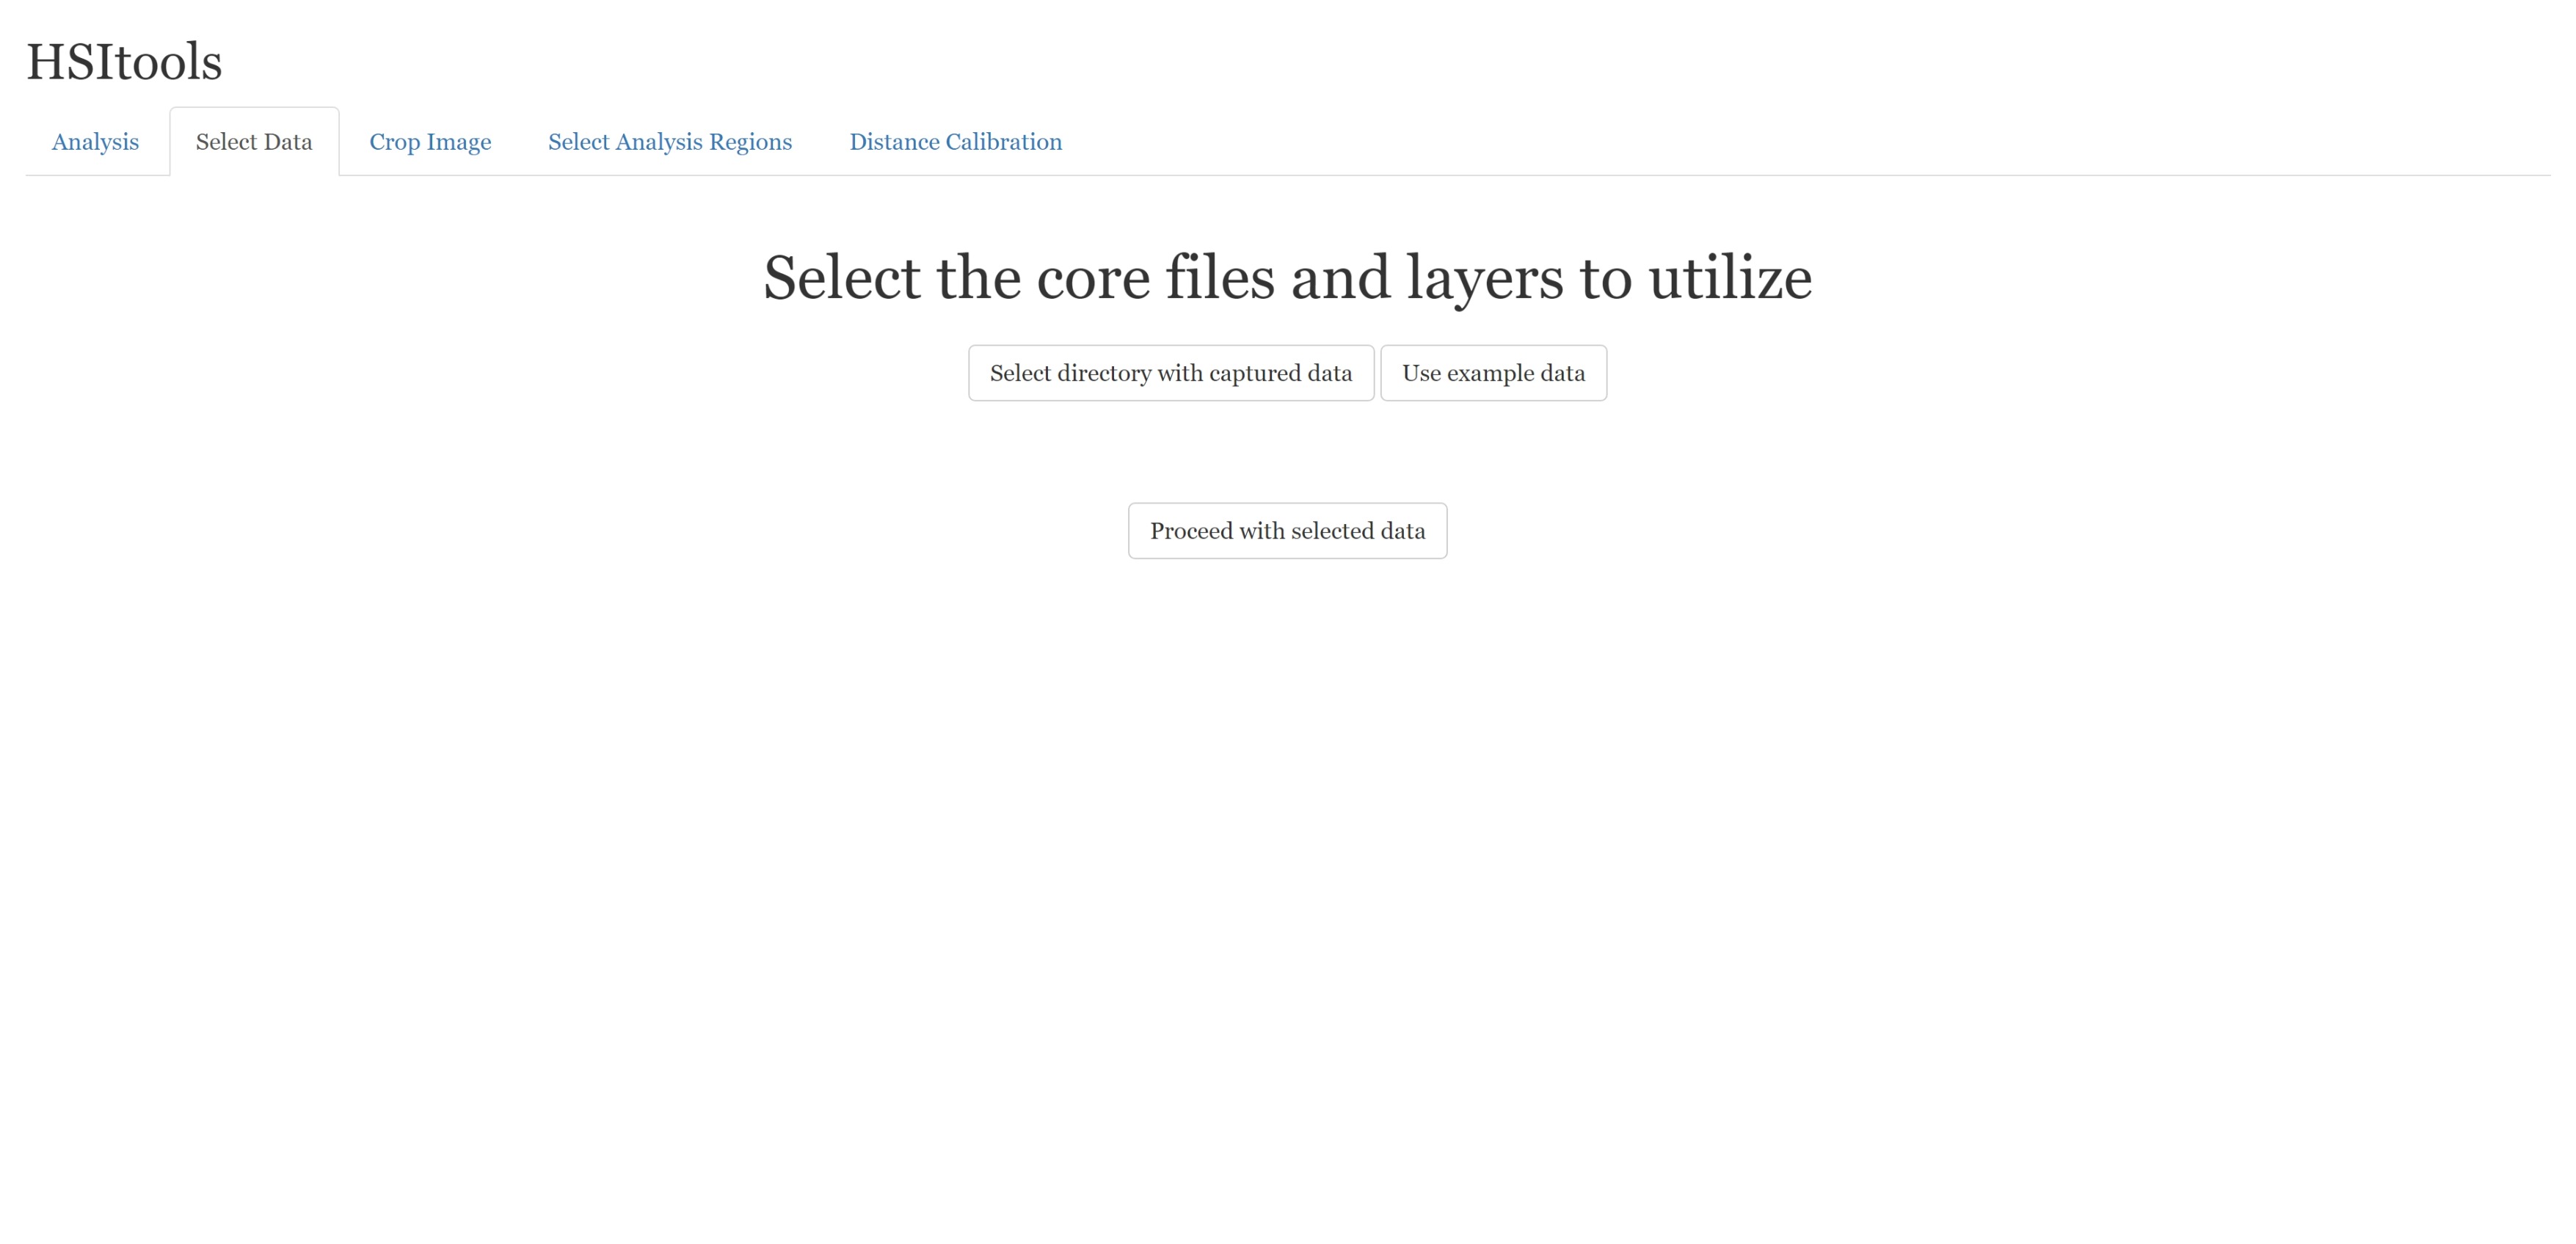 HSItools
Analysis Select Data Crop Image Select Analysis Regions Distance Calibration
Select the core files and layers to utilize
Select directory with captured data Use example data
Proceed with selected data